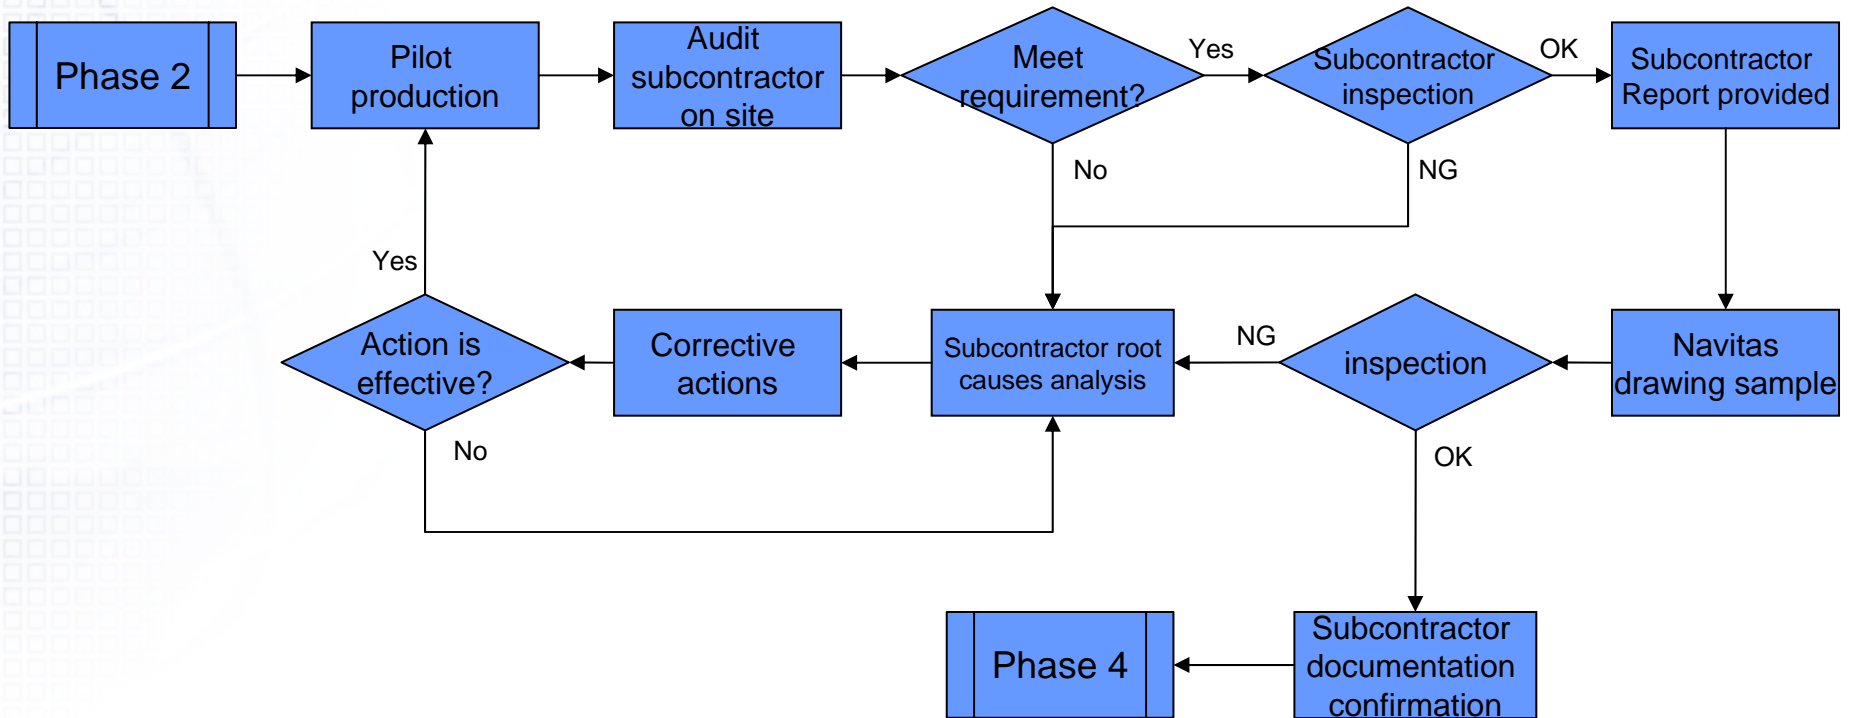 Phase 2
Pilot
production
Audit
subcontractor
on site
Meet
requirement?
Yes
Subcontractor
inspection
OK
Subcontractor
Report provided
No
NG
Yes
Action is
effective?
Corrective
actions
Subcontractor root
causes analysis
NG
inspection
Navitas
drawing sample
No
OK
Phase 4
Subcontractor
documentation
confirmation